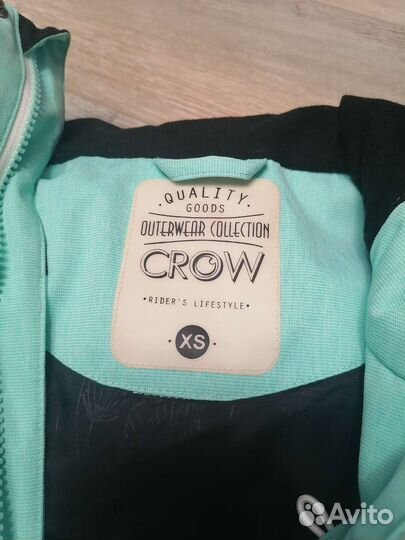 · QUALITY ·
GOODS
OUTERWEAR COLLECTION
CROW
• RIDER'S LIFESTYLE •
XS
Avito